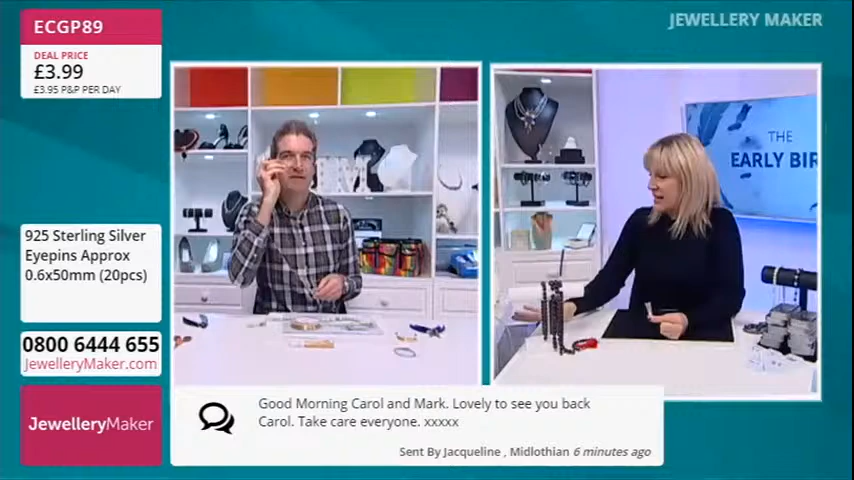 ECGP89
JEWELLERY MAKER
DEAL PRICE
£3.99
£3.95 P&P PER DAY
THE
EARLY BIR
925 Sterling Silver
Eyepins Approx
0.6x50mm (20pcs)
0800 6444 655
JewelleryMaker.com
JewelleryMaker
Good Morning Carol and Mark. Lovely to see you back
Carol. Take care everyone. xxxxx
Sent By Jacqueline , Midlothian 6 minutes ago